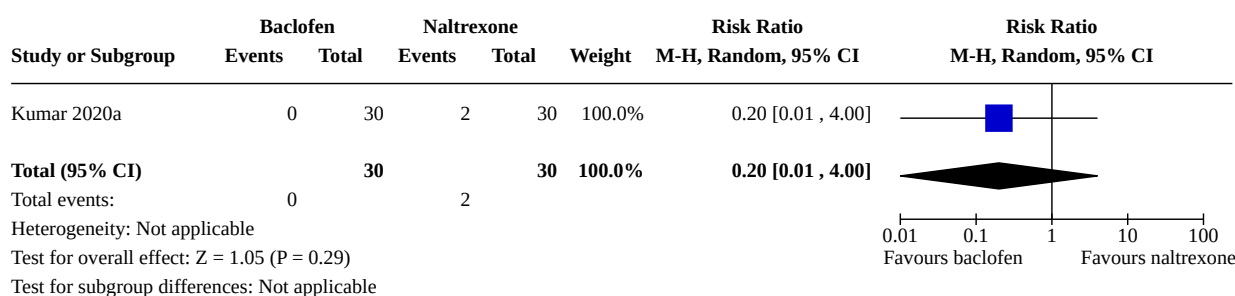 Baclofen Naltrexone Risk Ratio Risk Ratio
Study or Subgroup Events Total Events Total Weight M-H, Random, 95% CI M-H, Random, 95% CI
Kumar 2020a 0 30 2 30 100.0% 0.20 [0.01 , 4.00]
Total (95% CI) 30 30 100.0% 0.20 [0.01 , 4.00]
Total events: 0 2
Heterogeneity: Not applicable
0.01 0.1 1 10 100
Test for overall effect: Z = 1.05 (P = 0.29) Favours baclofen Favours naltrexone
Test for subgroup differences: Not applicable